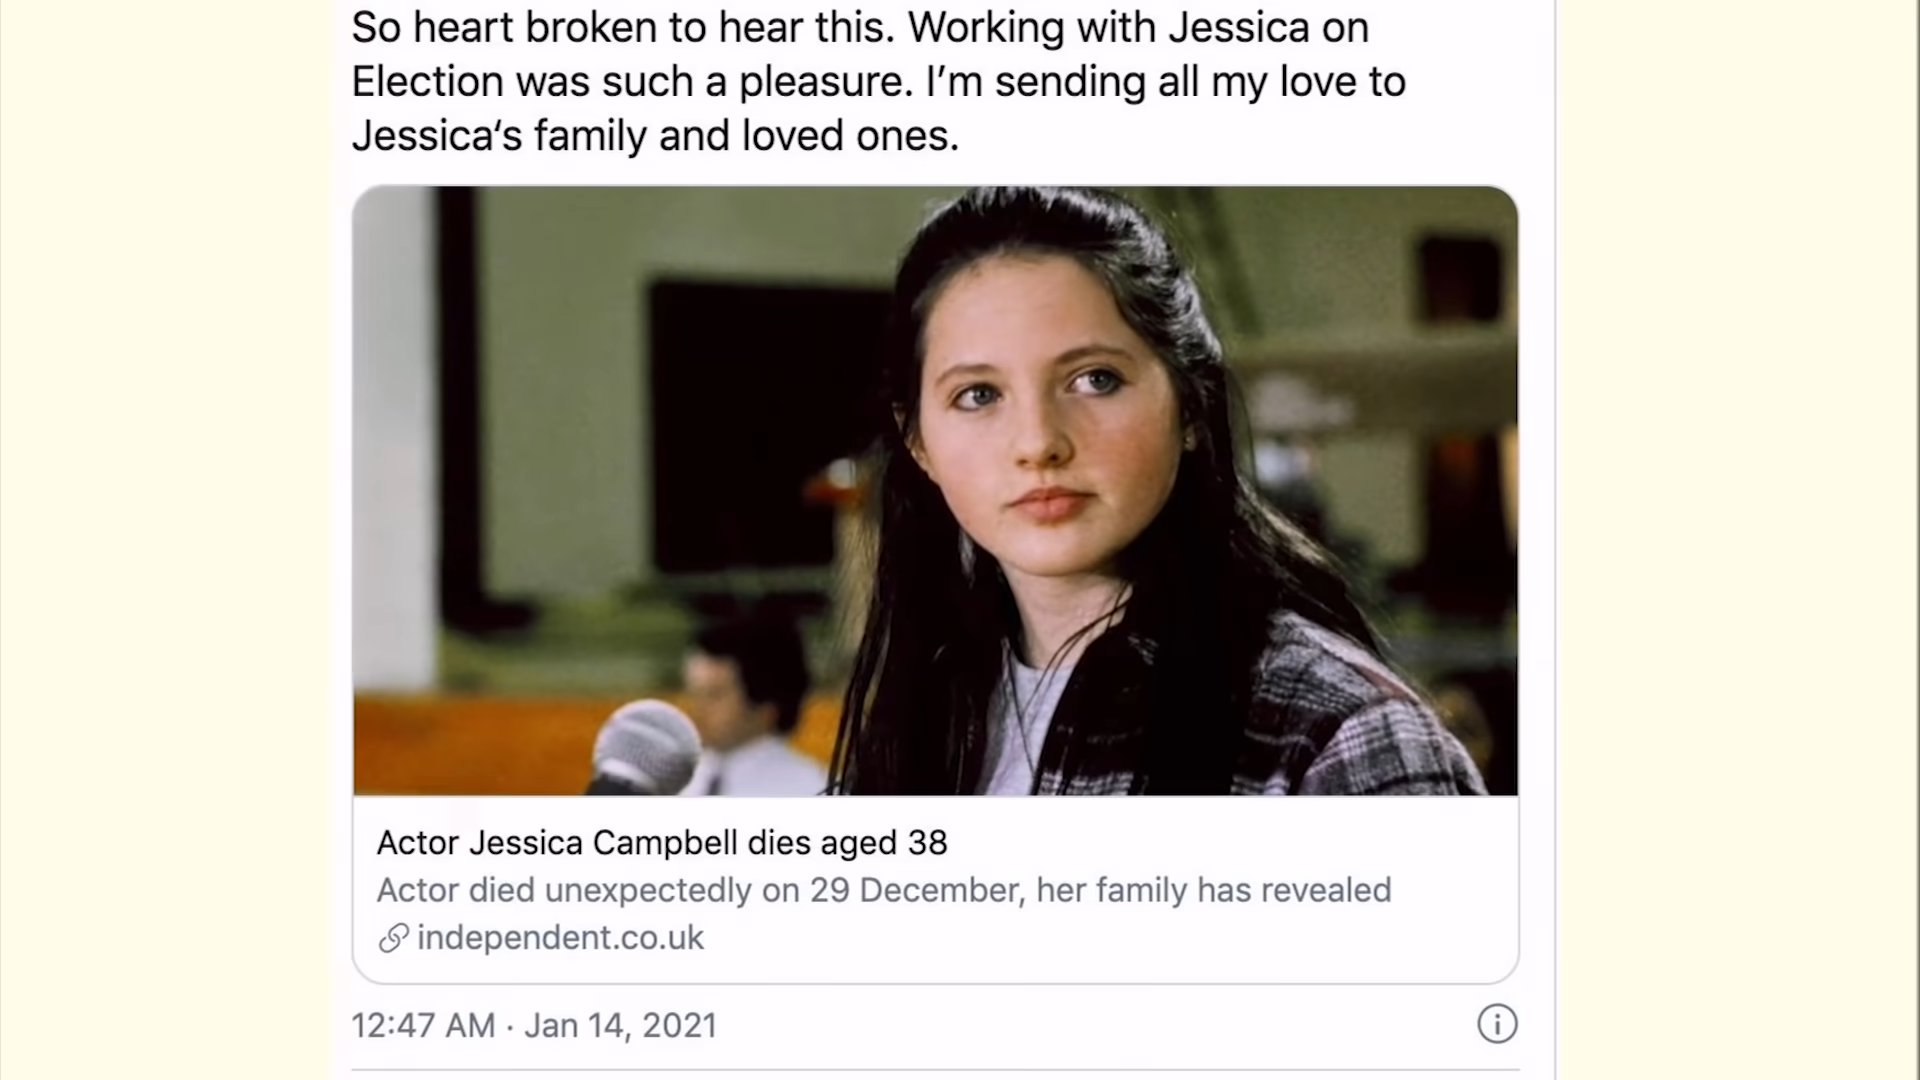 So heart broken to hear this. Working with Jessica on
Election was such a pleasure. I’m sending all my love to
Jessica‘s family and loved ones.
Actor Jessica Campbell dies aged 38
Actor died unexpectedly on 29 December, her family has revealed
independent.co.uk
12:47 AM · Jan 14, 2021